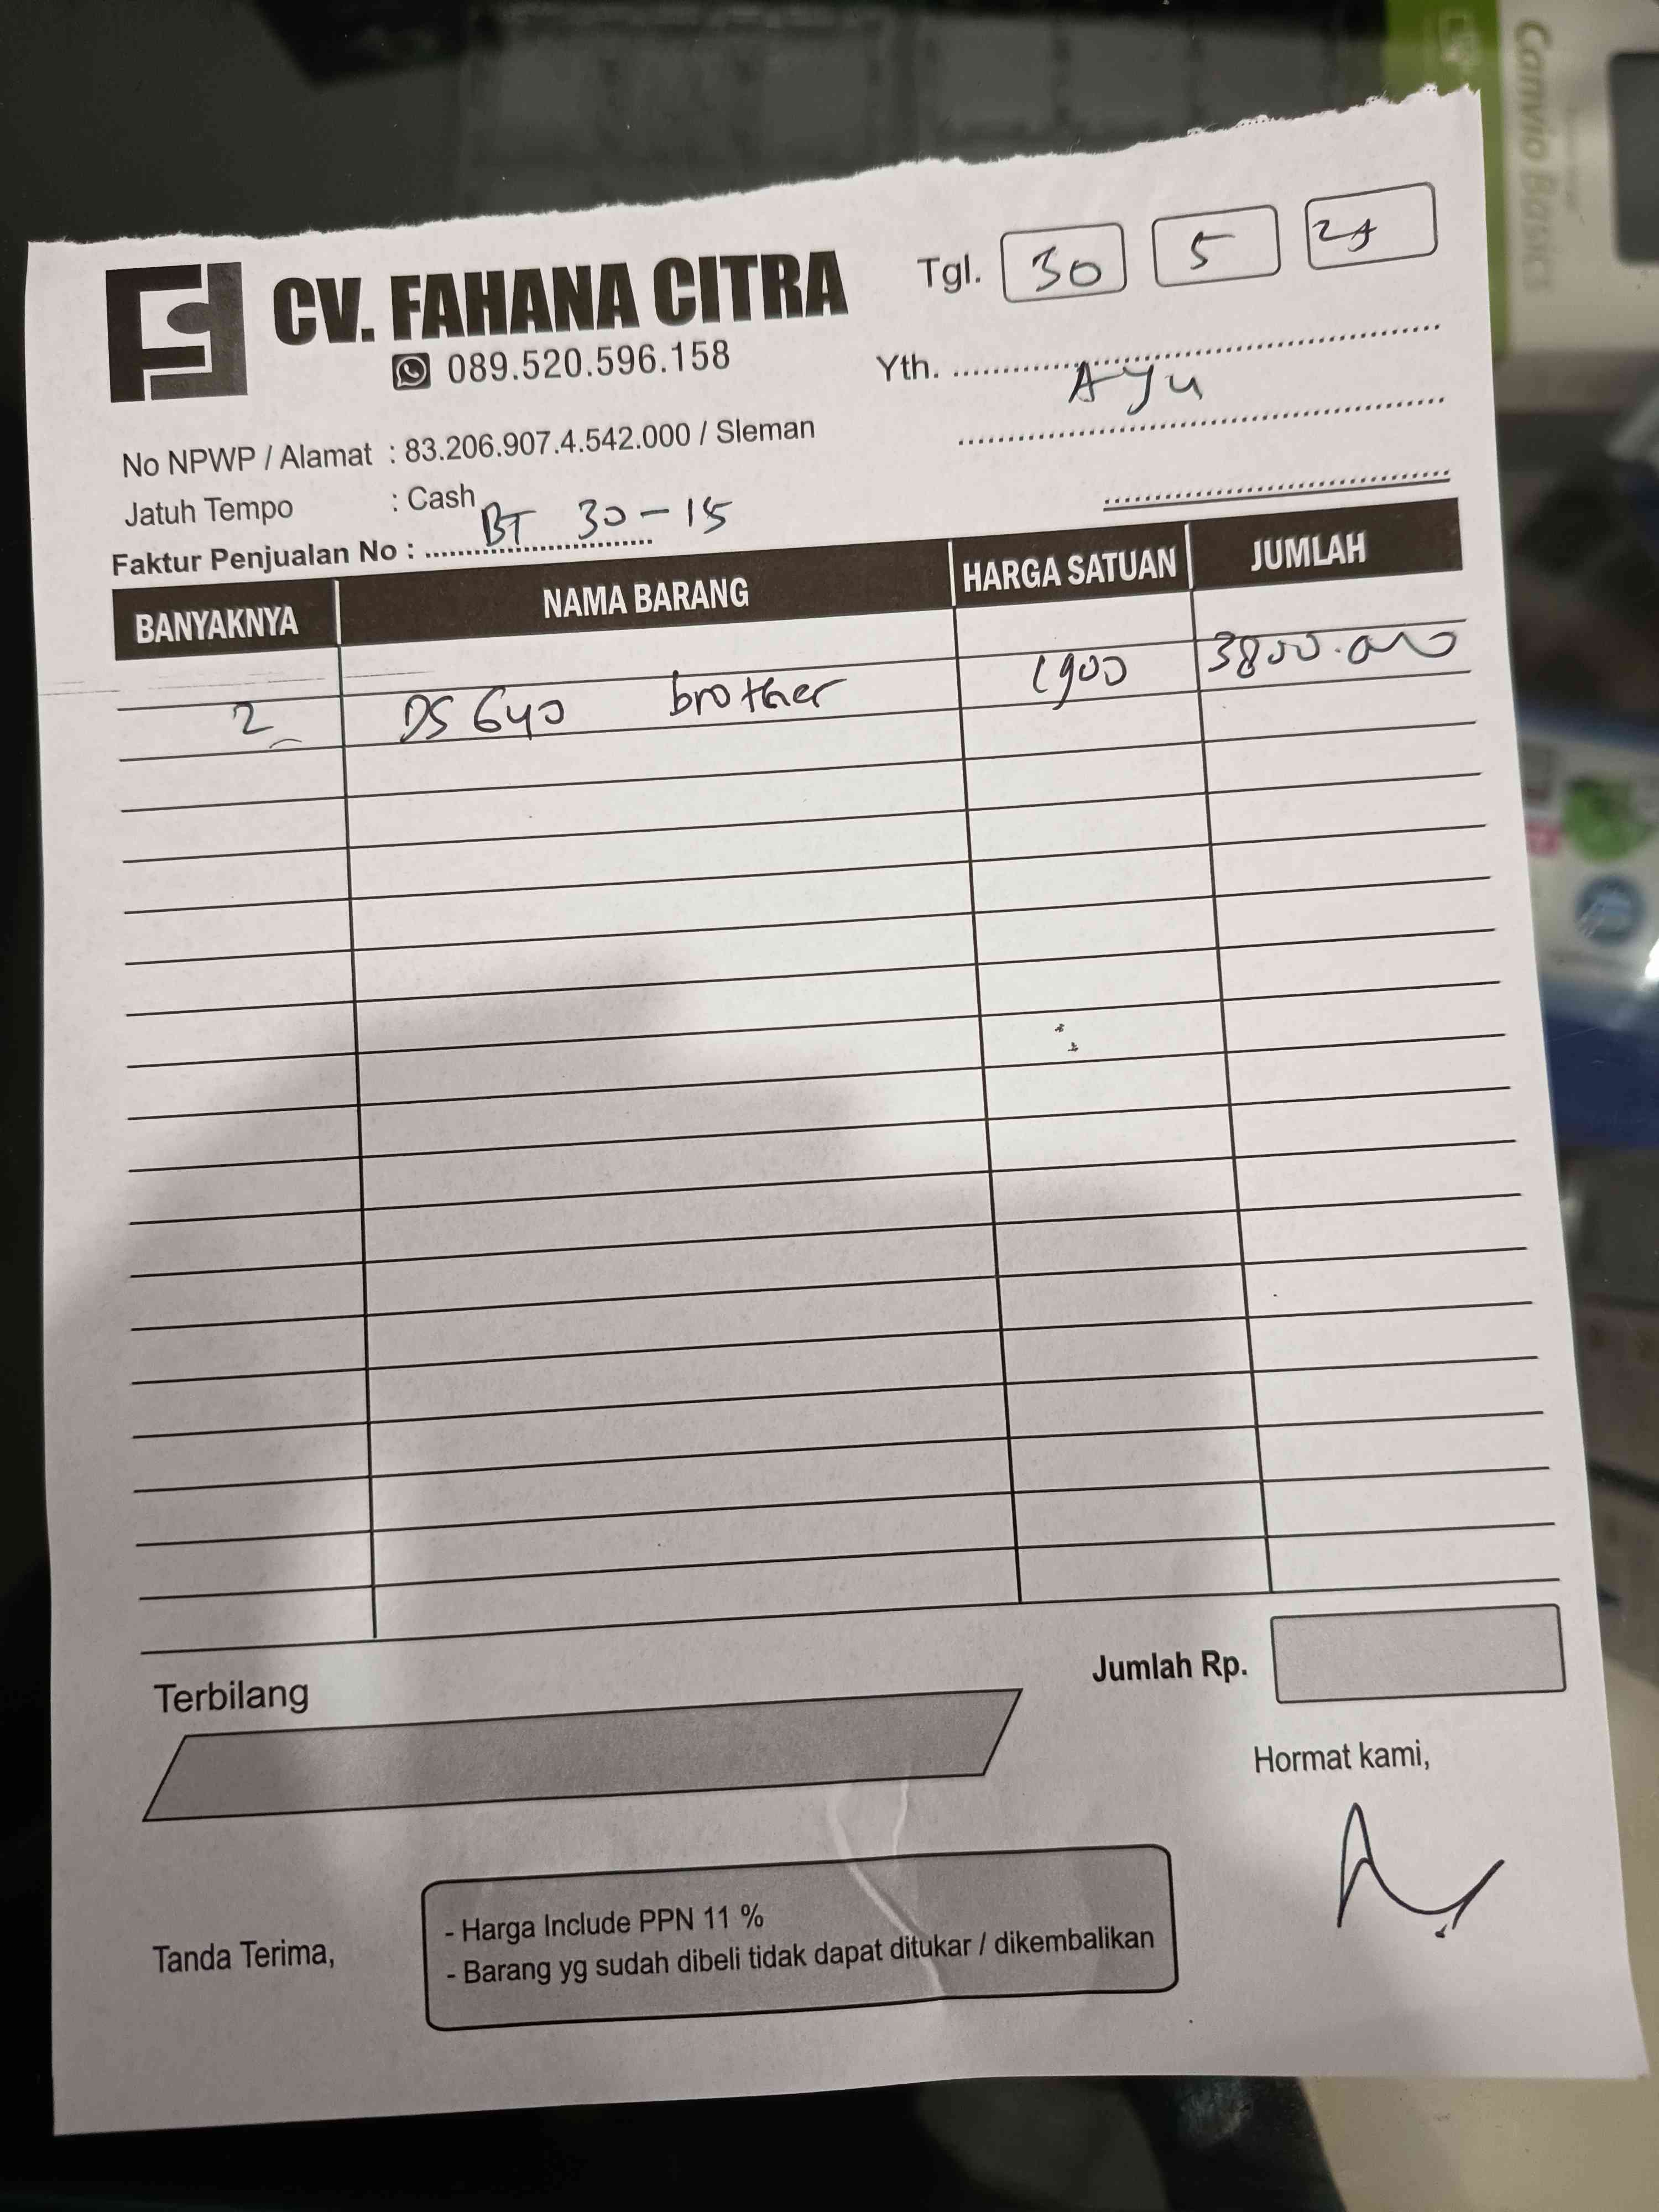 CV. FAHANA CITRA
089.520.596.158
Tgl. 30 5
Yth. Ayu
No NPWP / Alamat : 83.206.907.4.542.000 / Sleman
Jatuh Tempo : Cash
Faktur Penjualan No : BT 30-15
BANYAKNYA NAMA BARANG HARGA SATUAN JUMLAH
2 DS 640 brother 1900 3800.000
Terbilang
Jumlah Rp.
Hormat kami,
Tanda Terima,
- Harga Include PPN 11 %
- Barang yg sudah dibeli tidak dapat ditukar / dikembalikan
Canvio Basics